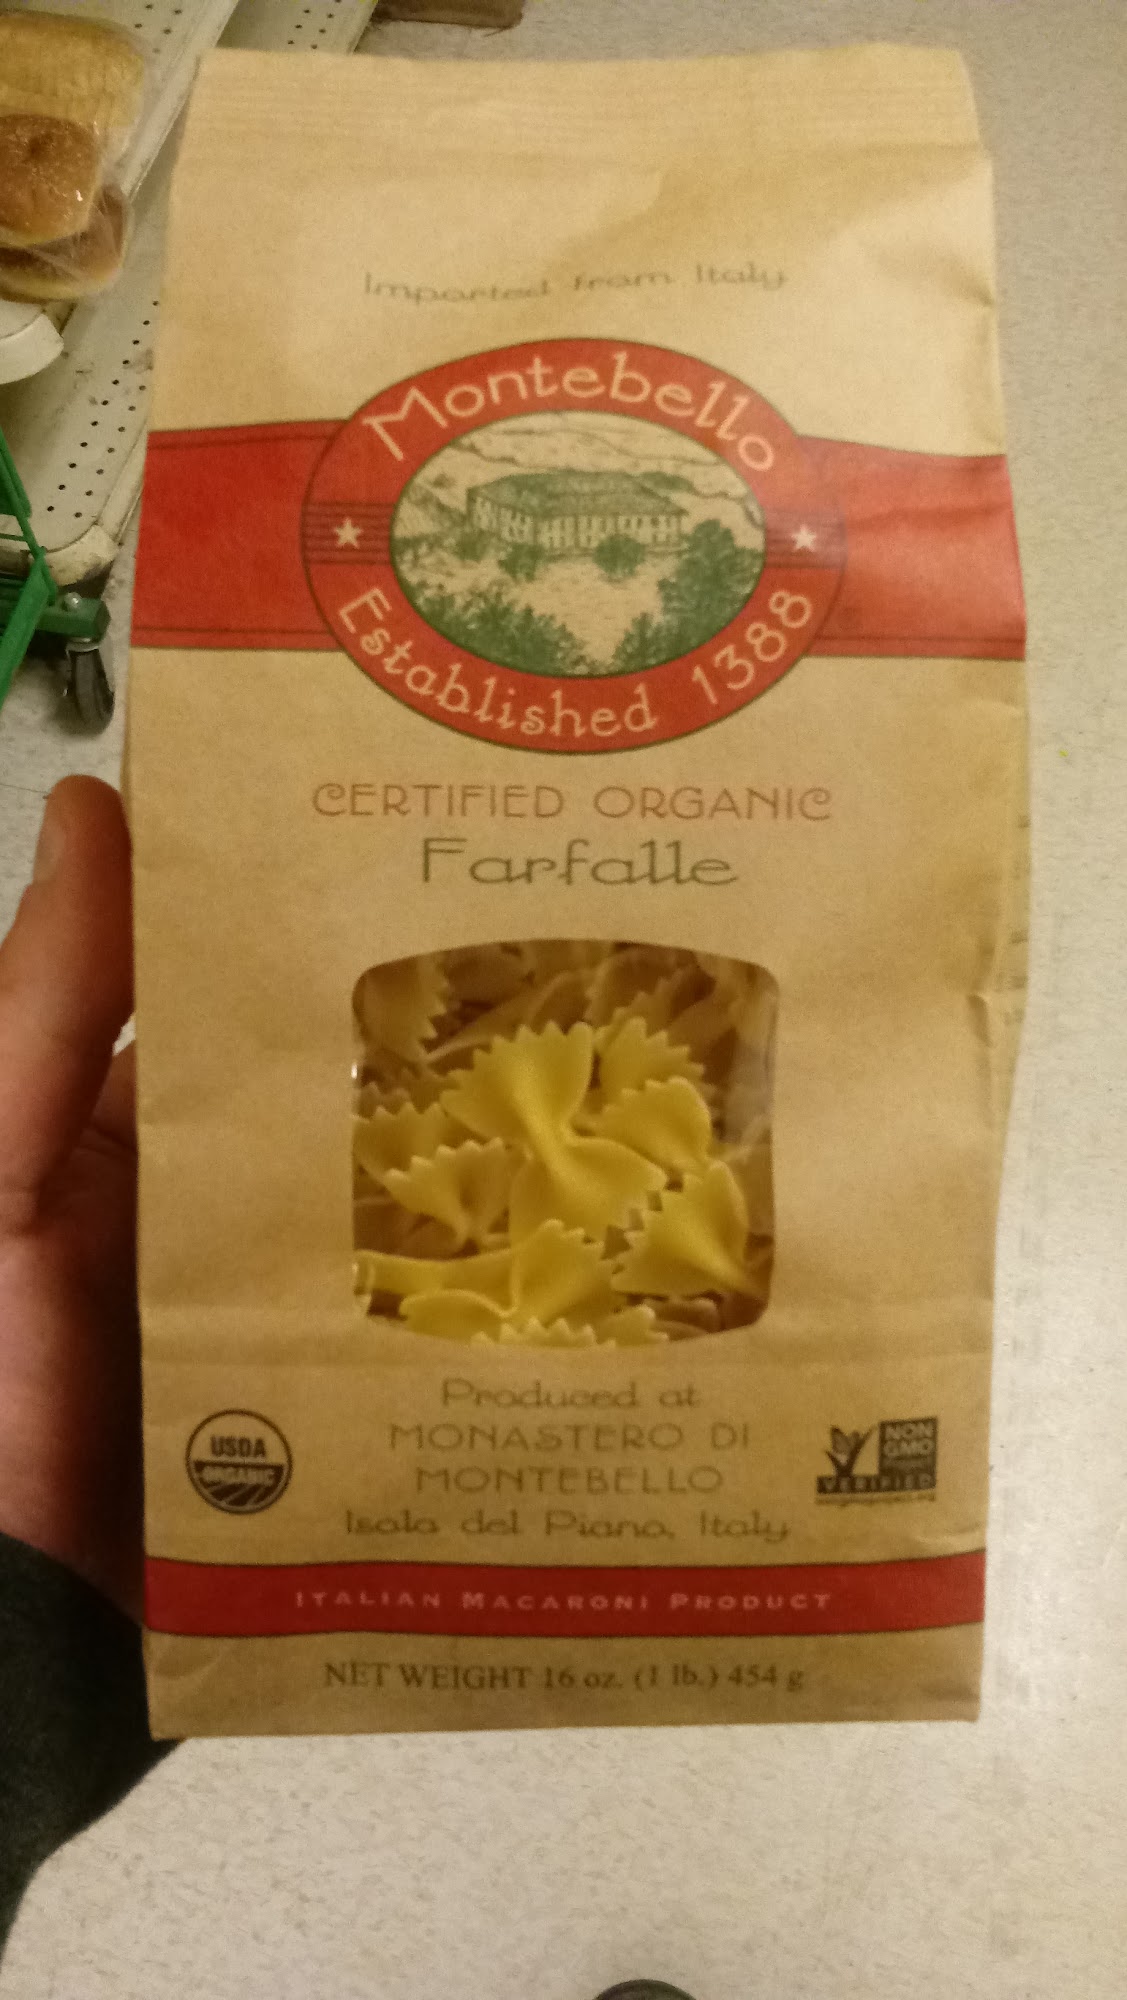 Imported from Italy
Montebello
Established 1388
CERTIFIED ORGANIC
Farfalle
Produced at
MONASTERO DI
MONTEBELLO
Isola del Piano, Italy
USDA
ORGANIC
NON
GMO
VERIFIED
ITALIAN MACARONI PRODUCT
NET WEIGHT 16 oz. (1 lb.) 454 g